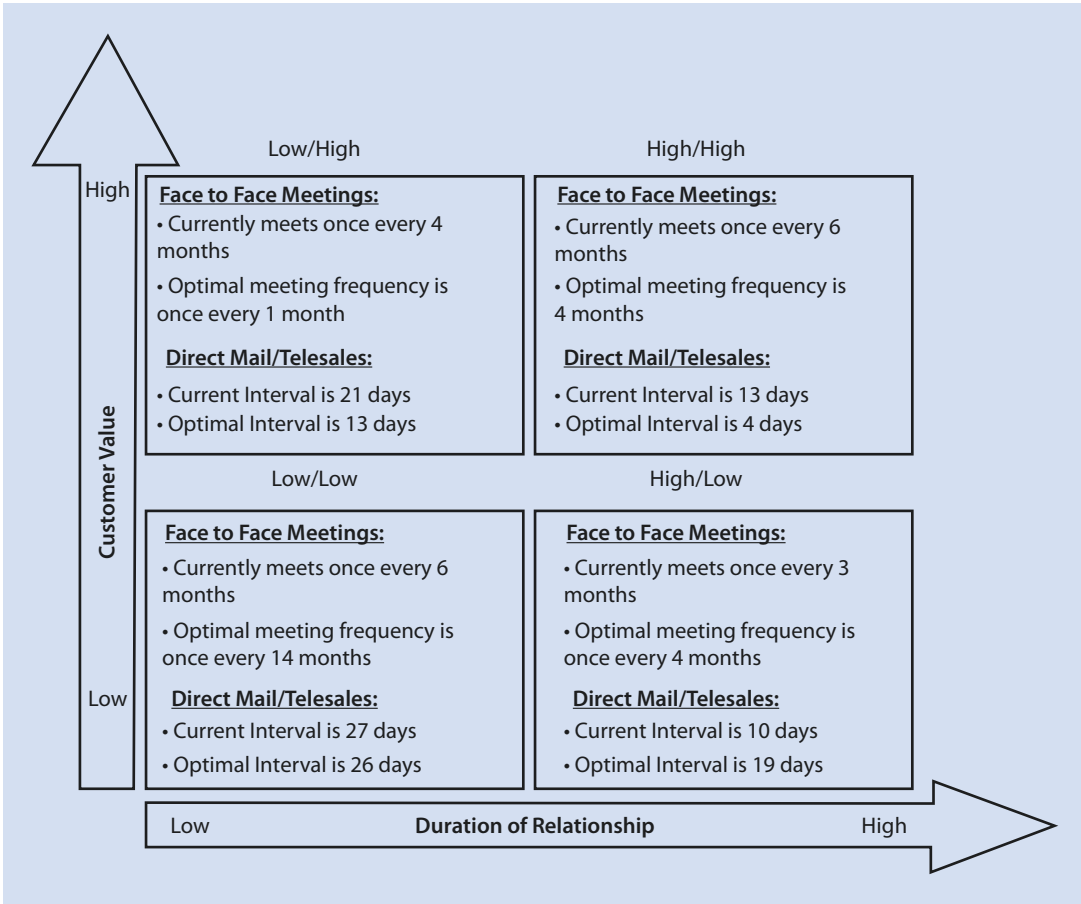 Low/High
High/High
High
Face to Face Meetings:
• Currently meets once every 4
months
• Optimal meeting frequency is
once every 1 month
Direct Mail/Telesales:
• Current Interval is 21 days
• Optimal Interval is 13 days
Face to Face Meetings:
• Currently meets once every 6
months
• Optimal meeting frequency is
4 months
Direct Mail/Telesales:
• Current Interval is 13 days
• Optimal Interval is 4 days
Customer Value
Low/Low
High/Low
Face to Face Meetings:
• Currently meets once every 6
months
• Optimal meeting frequency is
once every 14 months
Direct Mail/Telesales:
• Current Interval is 27 days
• Optimal Interval is 26 days
Face to Face Meetings:
• Currently meets once every 3
months
• Optimal meeting frequency is
once every 4 months
Direct Mail/Telesales:
• Current Interval is 10 days
• Optimal Interval is 19 days
Low
Low
Duration of Relationship
High